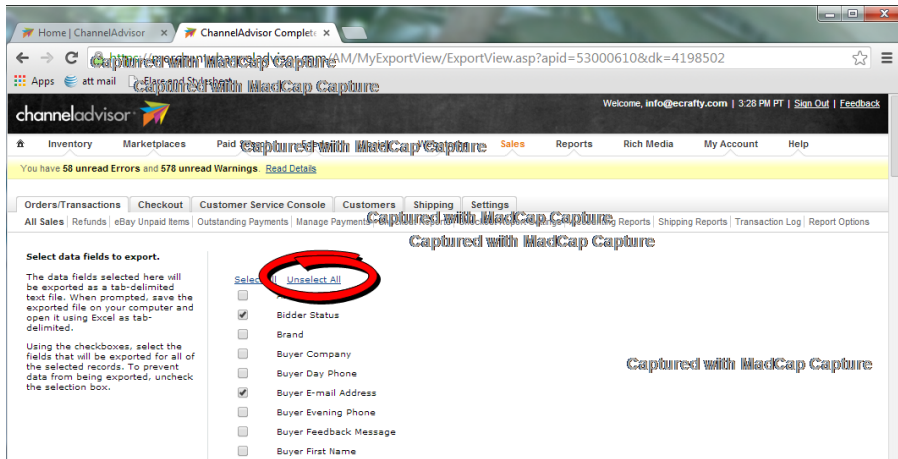 Home | ChannelAdvisor
ChannelAdvisor Complete
AM/MyExportView/ExportView.asp?apid=53000610&dk=4198502
Captured with MadCap Capture
Apps att mail
Captured with MadCap Capture
channeladvisor
Welcome, info@ecrafty.com | 3:28 PM PT | Sign Out | Feedback
Inventory Marketplaces Paid Sales Reports Rich Media My Account Help
Captured with MadCap Capture
You have 58 unread Errors and 578 unread Warnings. Read Details
Orders/Transactions Checkout Customer Service Console Customers Shipping Settings
All Sales Refunds eBay Unpaid Items Outstanding Payments Manage Payments Reports Shipping Reports Transaction Log Report Options
Captured with MadCap Capture
Captured with MadCap Capture
Select data fields to export.
The data fields selected here will
be exported as a tab-delimited
text file. When prompted, save the
exported file on your computer and
open it using Excel as tab-
delimited.
Using the checkboxes, select the
fields that will be exported for all of
the selected records. To prevent
data from being exported, uncheck
the selection box.
Unselect All
Bidder Status
Brand
Buyer Company
Buyer Day Phone
Buyer E-mail Address
Buyer Evening Phone
Buyer Feedback Message
Buyer First Name
Captured with MadCap Capture